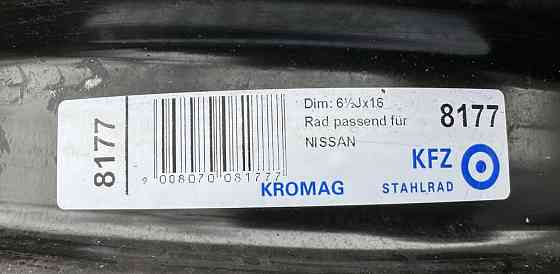 8177
9 008070 081777
KROMAG
Dim: 6½Jx16
Rad passend für
NISSAN
8177
KFZ
STAHLRAD